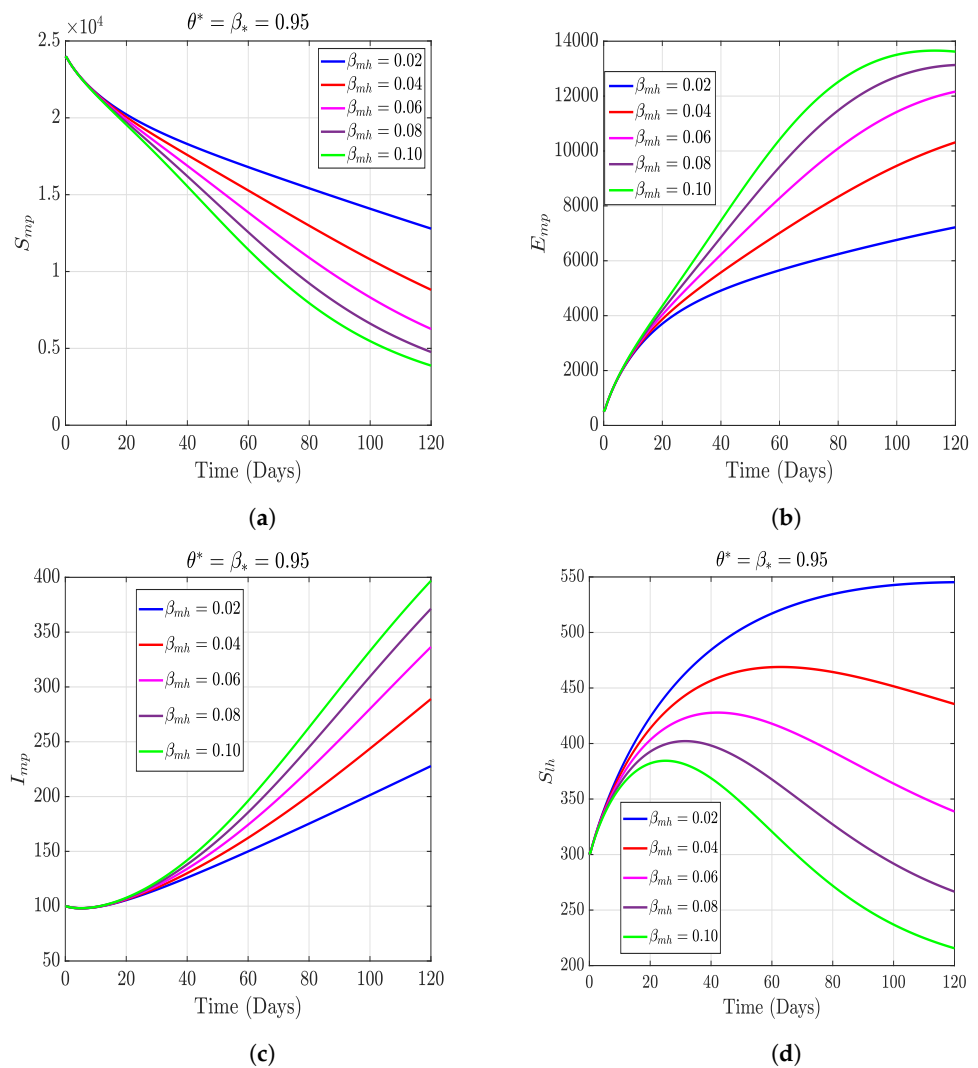 θ* = β* = 0.95
×10⁴
2.5
2
1.5
1
0.5
0
0 20 40 60 80 100 120
S_mp
Time (Days)
β_mh = 0.02
β_mh = 0.04
β_mh = 0.06
β_mh = 0.08
β_mh = 0.10
(a)
14000
12000
10000
8000
6000
4000
2000
0
0 20 40 60 80 100 120
E_mp
Time (Days)
β_mh = 0.02
β_mh = 0.04
β_mh = 0.06
β_mh = 0.08
β_mh = 0.10
(b)
θ* = β* = 0.95
400
350
300
250
200
150
100
50
0 20 40 60 80 100 120
I_mp
Time (Days)
β_mh = 0.02
β_mh = 0.04
β_mh = 0.06
β_mh = 0.08
β_mh = 0.10
(c)
θ* = β* = 0.95
550
500
450
400
350
300
250
200
0 20 40 60 80 100 120
S_lh
Time (Days)
β_mh = 0.02
β_mh = 0.04
β_mh = 0.06
β_mh = 0.08
β_mh = 0.10
(d)